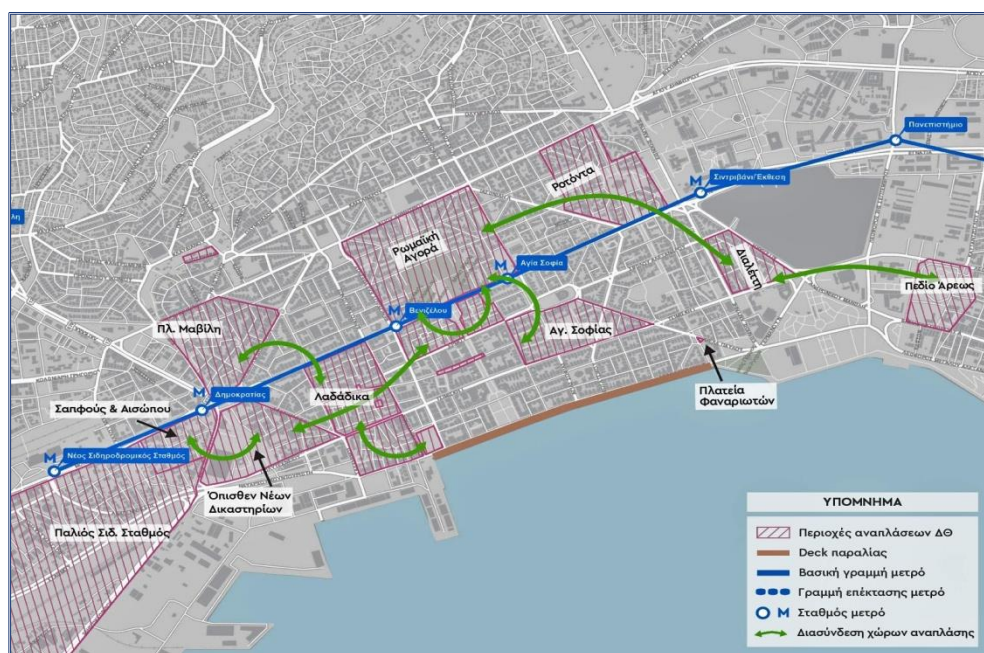 Πανεπιστήμιο
Σιντριβάνι/Έκθεση
Ροτόντα
Ρωμαϊκή
Αγορά
Αγία Σοφία
Διαλέττη
Πεδίο Άρεως
Βενιζέλου
Πλ. Μαβίλη
Αγ. Σοφίας
Δημοκρατίας
Λαδάδικα
Πλατεία
Φαναριωτών
Σαπφούς & Αισώπου
Νέος Σιδηροδρομικός Σταθμός
Όπισθεν Νέων
Δικαστηρίων
Παλιός Σιδ. Σταθμός
ΥΠΟΜΝΗΜΑ
Περιοχές αναπλάσεων ΔΘ
Deck παραλίας
Βασική γραμμή μετρό
Γραμμή επέκτασης μετρό
M Σταθμός μετρό
Διασύνδεση χώρων ανάπλάσης